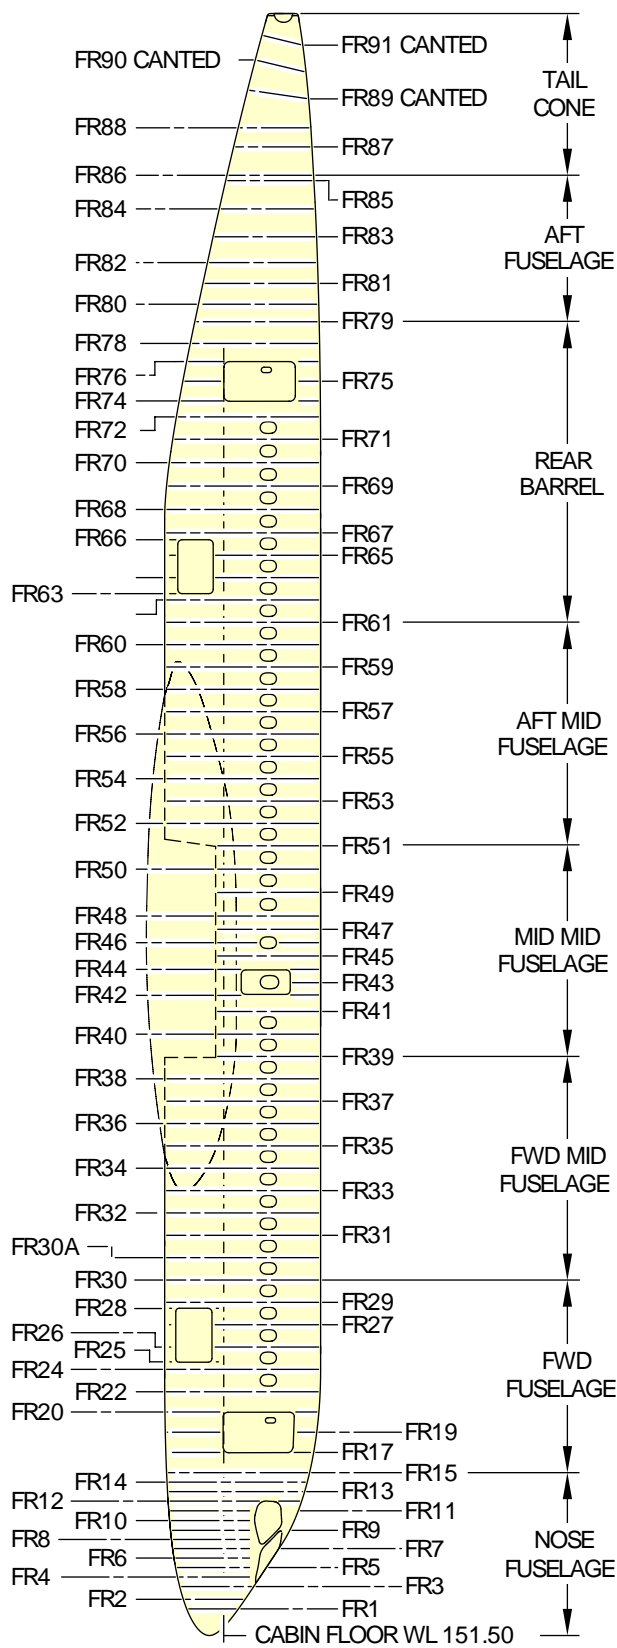 FR91 CANTED
FR90 CANTED
TAIL
CONE
FR89 CANTED
FR88
FR87
FR86
FR85
FR84
FR83
AFT
FUSELAGE
FR82
FR81
FR80
FR79
FR78
FR76
FR75
FR74
FR72
FR71
FR70
REAR
BARREL
FR69
FR68
FR67
FR66
FR65
FR63
FR61
FR60
FR59
FR58
FR57
AFT MID
FUSELAGE
FR56
FR55
FR54
FR53
FR52
FR51
FR50
FR49
FR48
FR47
MID MID
FUSELAGE
FR46
FR45
FR44
FR43
FR42
FR41
FR40
FR39
FR38
FR37
FR36
FR35
FWD MID
FUSELAGE
FR34
FR33
FR32
FR31
FR30A
FR30
FR29
FR28
FR27
FR26
FR25
FWD
FUSELAGE
FR24
FR22
FR20
FR19
FR17
FR15
FR14
FR13
FR12
FR11
FR10
FR9
FR8
FR7
NOSE
FUSELAGE
FR6
FR5
FR4
FR3
FR2
FR1
CABIN FLOOR WL 151.50